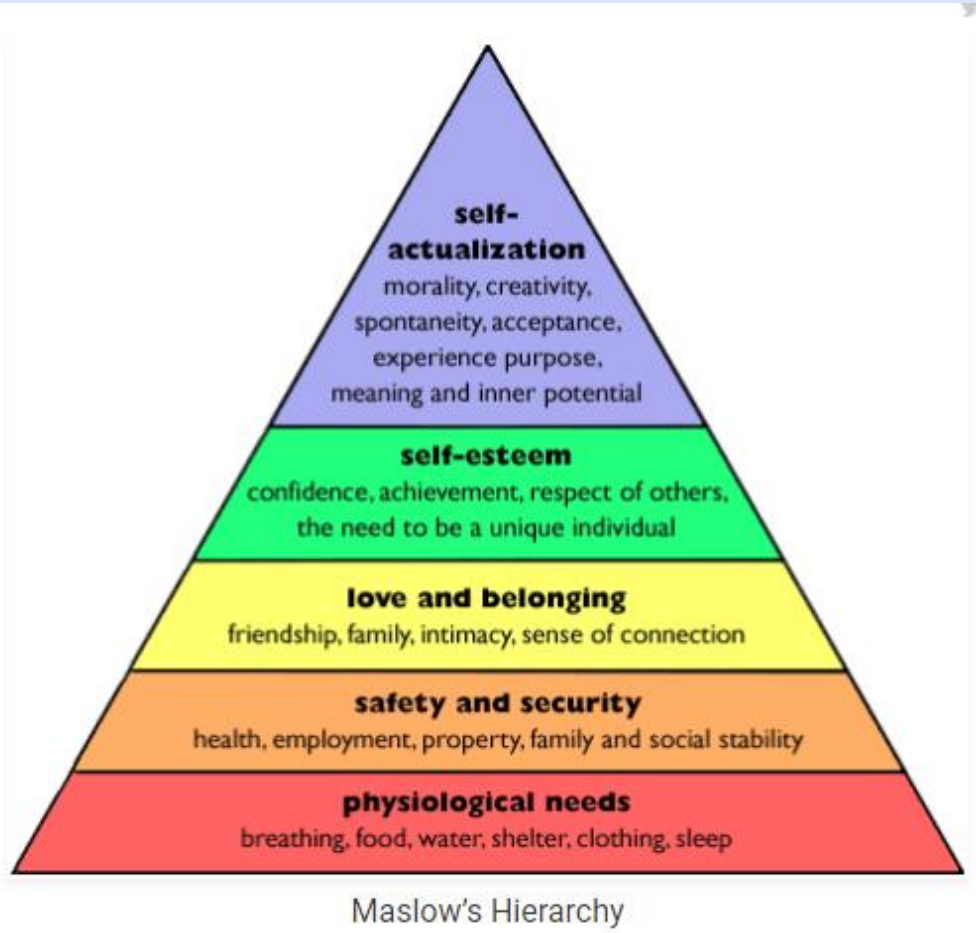 self-
actualization
morality, creativity,
spontaneity, acceptance,
experience purpose,
meaning and inner potential
self-esteem
confidence, achievement, respect of others,
the need to be a unique individual
love and belonging
friendship, family, intimacy, sense of connection
safety and security
health, employment, property, family and social stability
physiological needs
breathing, food, water, shelter, clothing, sleep
Maslow's Hierarchy